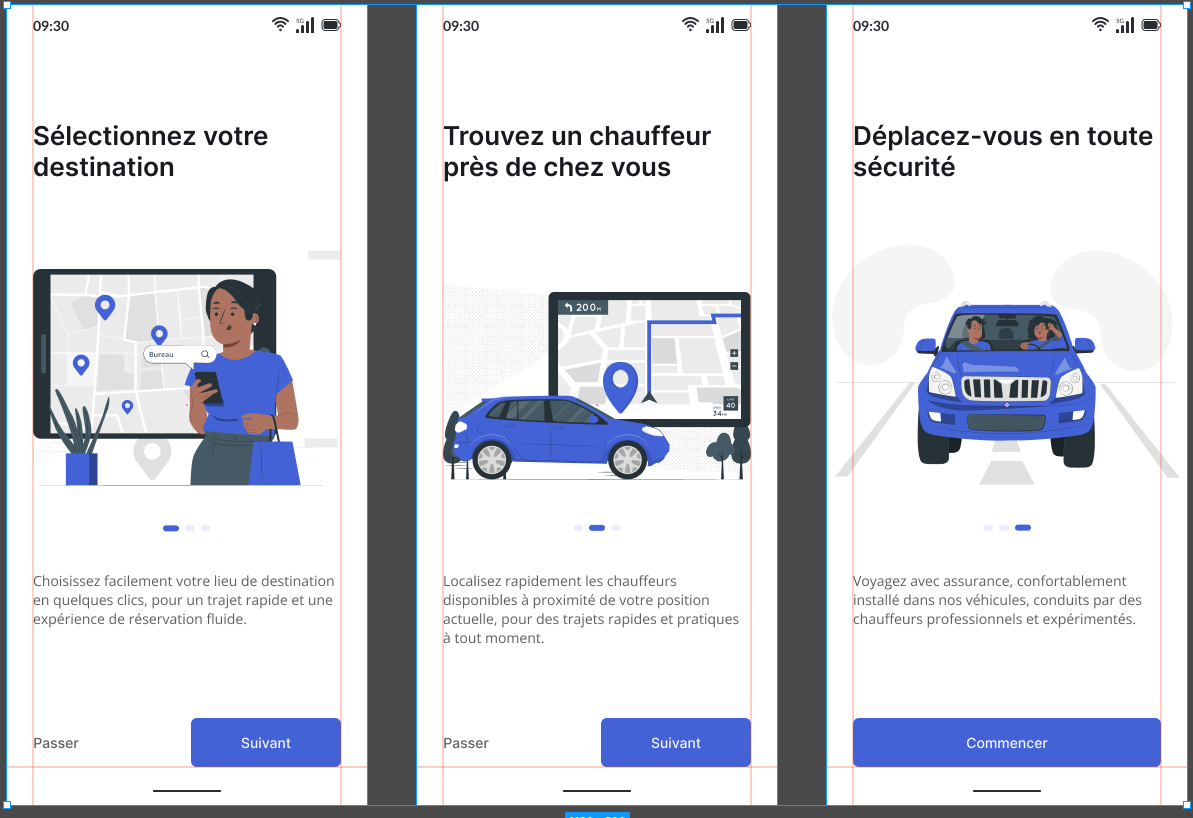 09:30
5G
Sélectionnez votre
destination
Bureau
Choisissez facilement votre lieu de destination
en quelques clics, pour un trajet rapide et une
expérience de réservation fluide.
Passer
Suivant
09:30
5G
Trouvez un chauffeur
près de chez vous
200M
40
34
Localisez rapidement les chauffeurs
disponibles à proximité de votre position
actuelle, pour des trajets rapides et pratiques
à tout moment.
Passer
Suivant
09:30
5G
Déplacez-vous en toute
sécurité
Voyagez avec assurance, confortablement
installé dans nos véhicules, conduits par des
chauffeurs professionnels et expérimentés.
Commencer